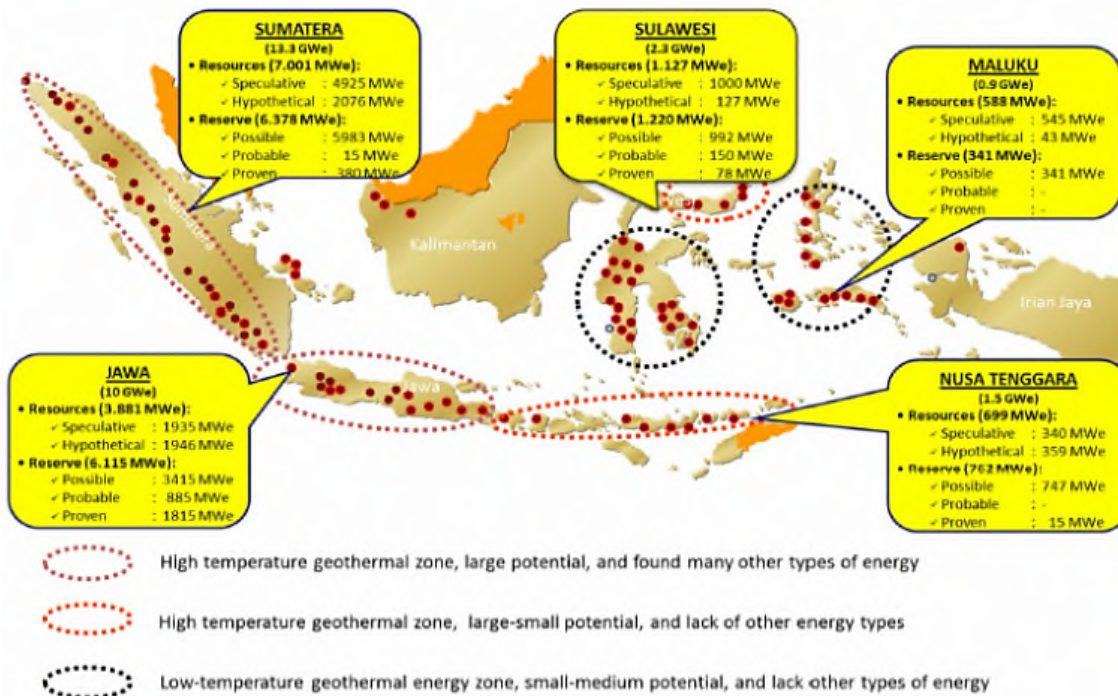 SUMATERA
(13.3 GWe)
• Resources (7.001 MWe):
✓ Speculative : 4925 MWe
✓ Hypothetical : 2076 MWe
• Reserve (6.378 MWe):
✓ Possible : 5983 MWe
✓ Probable : 15 MWe
✓ Proven : 380 MWe
SULAWESI
(2.3 GWe)
• Resources (1.127 MWe):
✓ Speculative : 1000 MWe
✓ Hypothetical : 127 MWe
• Reserve (1.220 MWe):
✓ Possible : 992 MWe
✓ Probable : 150 MWe
✓ Proven : 78 MWe
MALUKU
(0.9 GWe)
• Resources (588 MWe):
✓ Speculative : 545 MWe
✓ Hypothetical : 43 MWe
• Reserve (341 MWe):
✓ Possible : 341 MWe
✓ Probable : -
✓ Proven : -
Sumatera
Kalimantan
Irian Jaya
Jawa
JAWA
(10 GWe)
• Resources (3.881 MWe):
✓ Speculative : 1935 MWe
✓ Hypothetical : 1946 MWe
• Reserve (6.115 MWe):
✓ Possible : 3415 MWe
✓ Probable : 885 MWe
✓ Proven : 1815 MWe
NUSA TENGGARA
(1.5 GWe)
• Resources (699 MWe):
✓ Speculative : 340 MWe
✓ Hypothetical : 359 MWe
• Reserve (762 MWe):
✓ Possible : 747 MWe
✓ Probable : -
✓ Proven : 15 MWe
High temperature geothermal zone, large potential, and found many other types of energy
High temperature geothermal zone, large-small potential, and lack of other energy types
Low-temperature geothermal energy zone, small-medium potential, and lack other types of energy